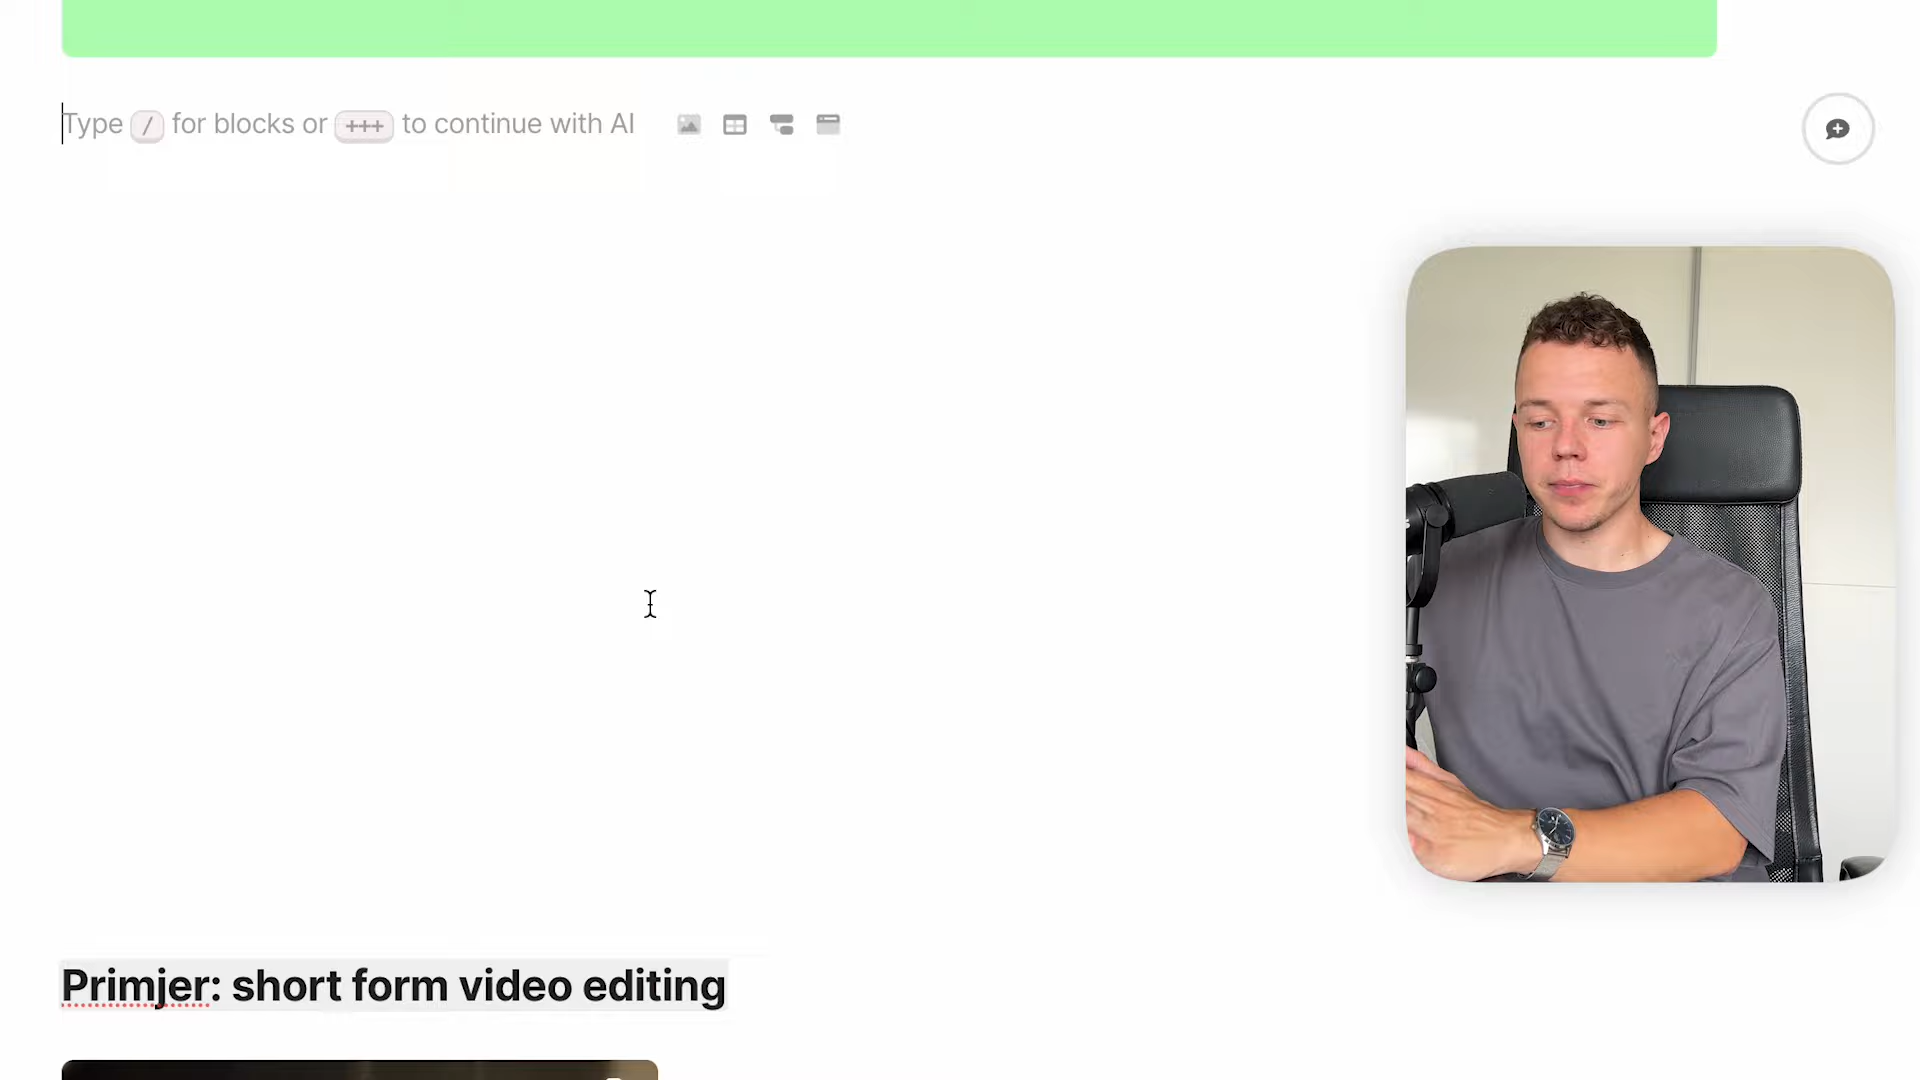 Type / for blocks or +++ to continue with AI
Primjer: short form video editing